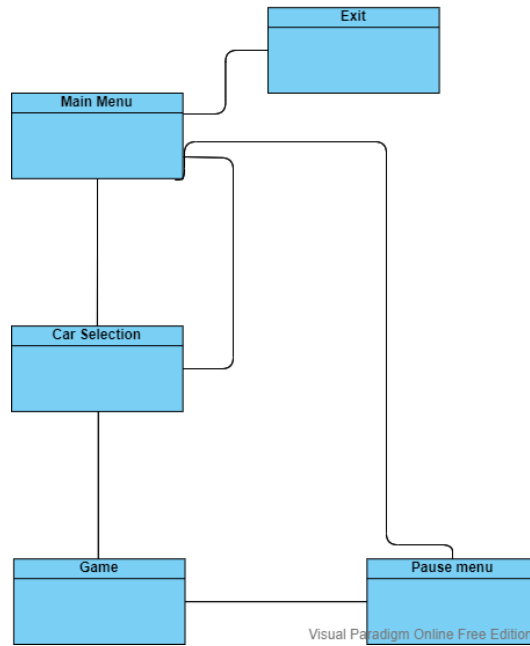 Exit
Main Menu
Car Selection
Game
Pause menu
Visual Paradigm Online Free Edition